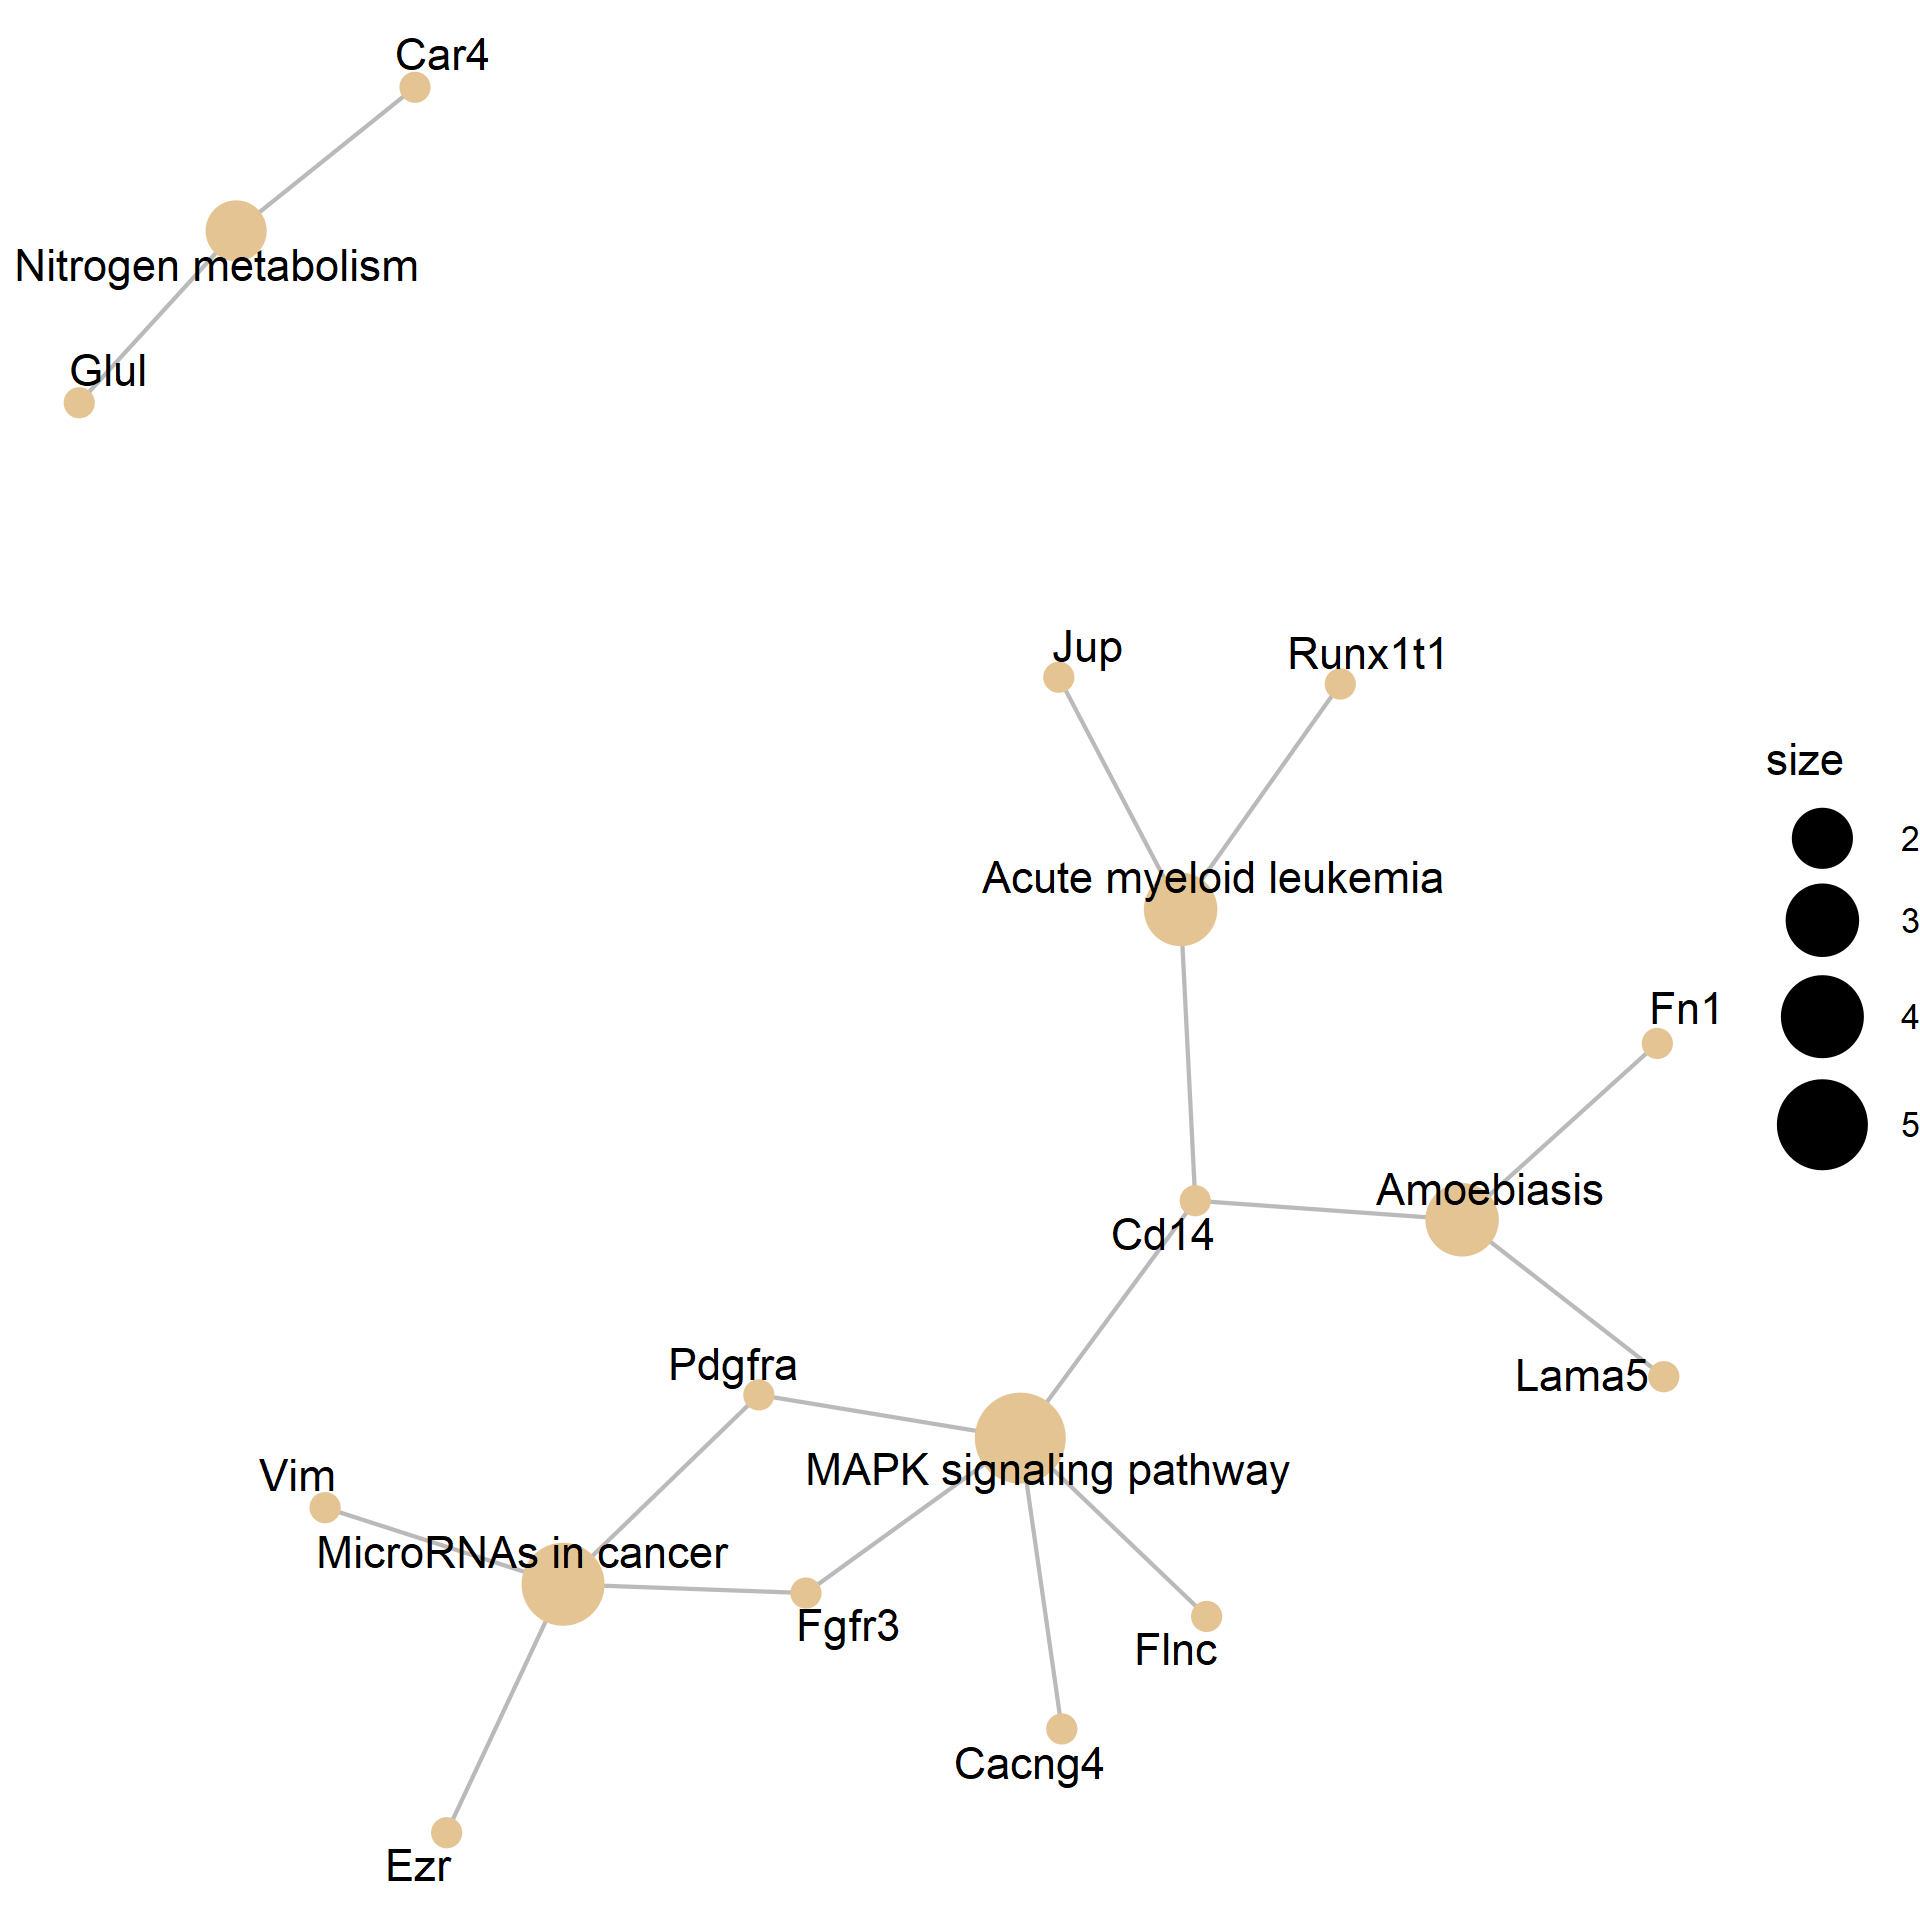 Car4
Nitrogen metabolism
Glul
Jup
Runx1t1
size
2
Acute myeloid leukemia
3
Fn1
4
5
Amoebiasis
Cd14
Pdgfra
Lama5
MAPK signaling pathway
Vim
MicroRNAs in cancer
Fgfr3
Flnc
Cacng4
Ezr